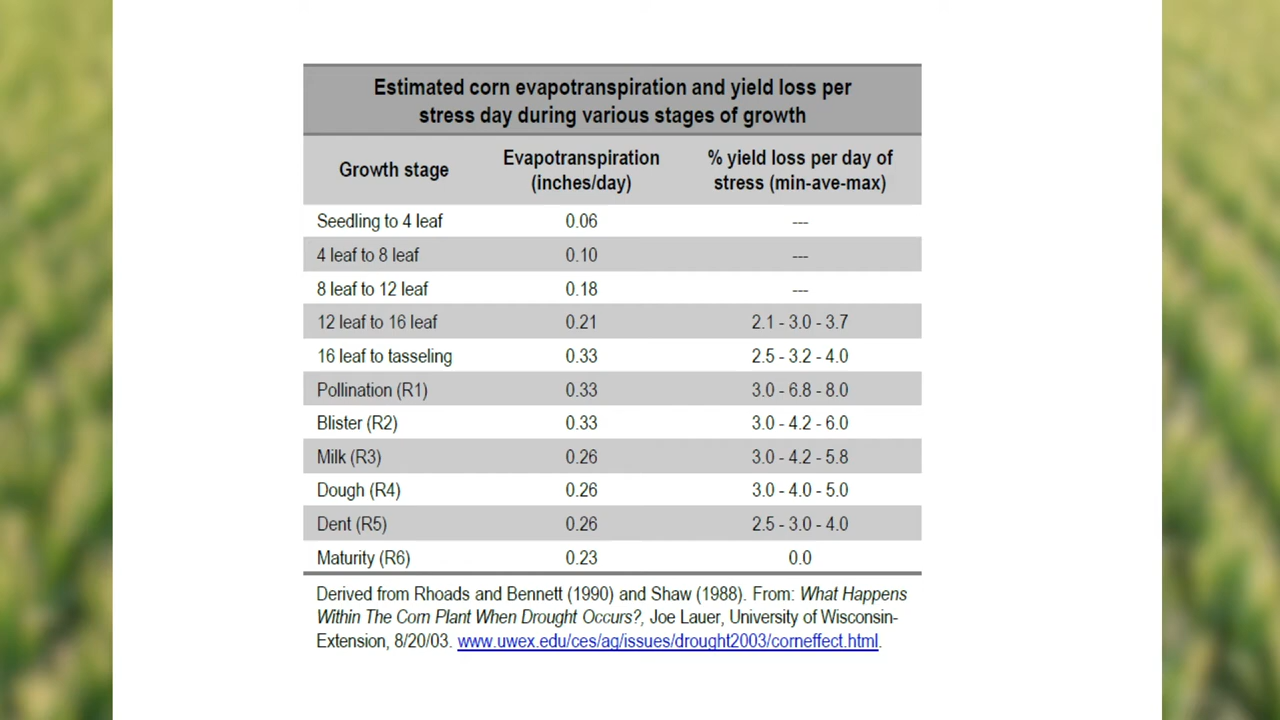 Estimated corn evapotranspiration and yield loss per
stress day during various stages of growth
Growth stage Evapotranspiration (inches/day) % yield loss per day of stress (min-ave-max)
Seedling to 4 leaf 0.06 ---
4 leaf to 8 leaf 0.10 ---
8 leaf to 12 leaf 0.18 ---
12 leaf to 16 leaf 0.21 2.1 - 3.0 - 3.7
16 leaf to tasseling 0.33 2.5 - 3.2 - 4.0
Pollination (R1) 0.33 3.0 - 6.8 - 8.0
Blister (R2) 0.33 3.0 - 4.2 - 6.0
Milk (R3) 0.26 3.0 - 4.2 - 5.8
Dough (R4) 0.26 3.0 - 4.0 - 5.0
Dent (R5) 0.26 2.5 - 3.0 - 4.0
Maturity (R6) 0.23 0.0
Derived from Rhoads and Bennett (1990) and Shaw (1988). From: What Happens
Within The Corn Plant When Drought Occurs?, Joe Lauer, University of Wisconsin-
Extension, 8/20/03. www.uwex.edu/ces/ag/issues/drought2003/corneffect.html.